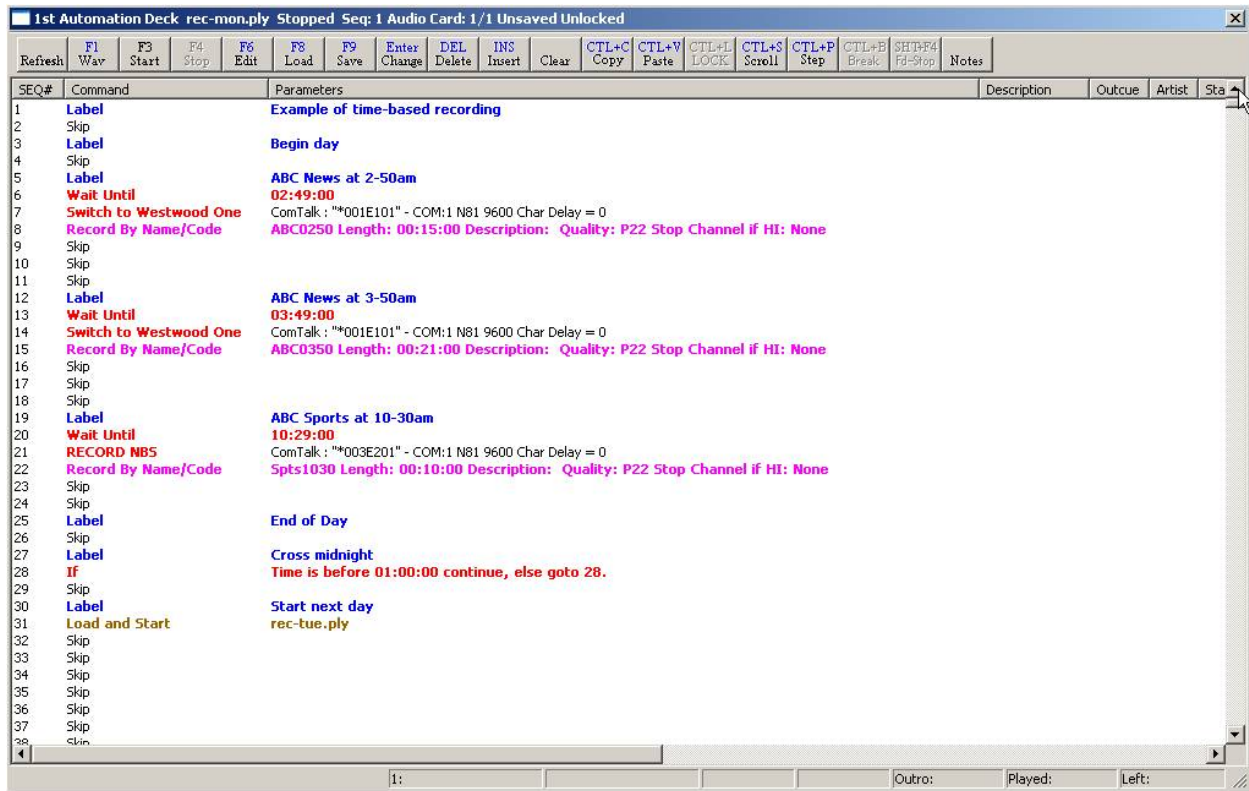 1st Automation Deck rec-mon.ply Stopped Seq: 1 Audio Card: 1/1 Unsaved Unlocked
Refresh F1 Wav F3 Start F4 Stop F6 Edit F8 Load F9 Save Enter Change DEL Delete INS Insert Clear CTL+C Copy CTL+V Paste CTL+L LOCK CTL+S Scroll CTL+P Step CTL+B Break SHT+F4 Fd-Stop Notes
SEQ# Command Parameters Description Outcue Artist Sta
1 Label Example of time-based recording
2 Skip
3 Label Begin day
4 Skip
5 Label ABC News at 2-50am
6 Wait Until 02:49:00
7 Switch to Westwood One ComTalk : "*001E101" - COM:1 N81 9600 Char Delay = 0
8 Record By Name/Code ABC0250 Length: 00:15:00 Description: Quality: P22 Stop Channel if HI: None
9 Skip
10 Skip
11 Skip
12 Label ABC News at 3-50am
13 Wait Until 03:49:00
14 Switch to Westwood One ComTalk : "*001E101" - COM:1 N81 9600 Char Delay = 0
15 Record By Name/Code ABC0350 Length: 00:21:00 Description: Quality: P22 Stop Channel if HI: None
16 Skip
17 Skip
18 Skip
19 Label ABC Sports at 10-30am
20 Wait Until 10:29:00
21 RECORD NBS ComTalk : "*003E201" - COM:1 N81 9600 Char Delay = 0
22 Record By Name/Code Spts1030 Length: 00:10:00 Description: Quality: P22 Stop Channel if HI: None
23 Skip
24 Skip
25 Label End of Day
26 Skip
27 Label Cross midnight
28 If Time is before 01:00:00 continue, else goto 28.
29 Skip
30 Label Start next day
31 Load and Start rec-tue.ply
32 Skip
33 Skip
34 Skip
35 Skip
36 Skip
37 Skip
38 Skip
1: Outro: Played: Left: